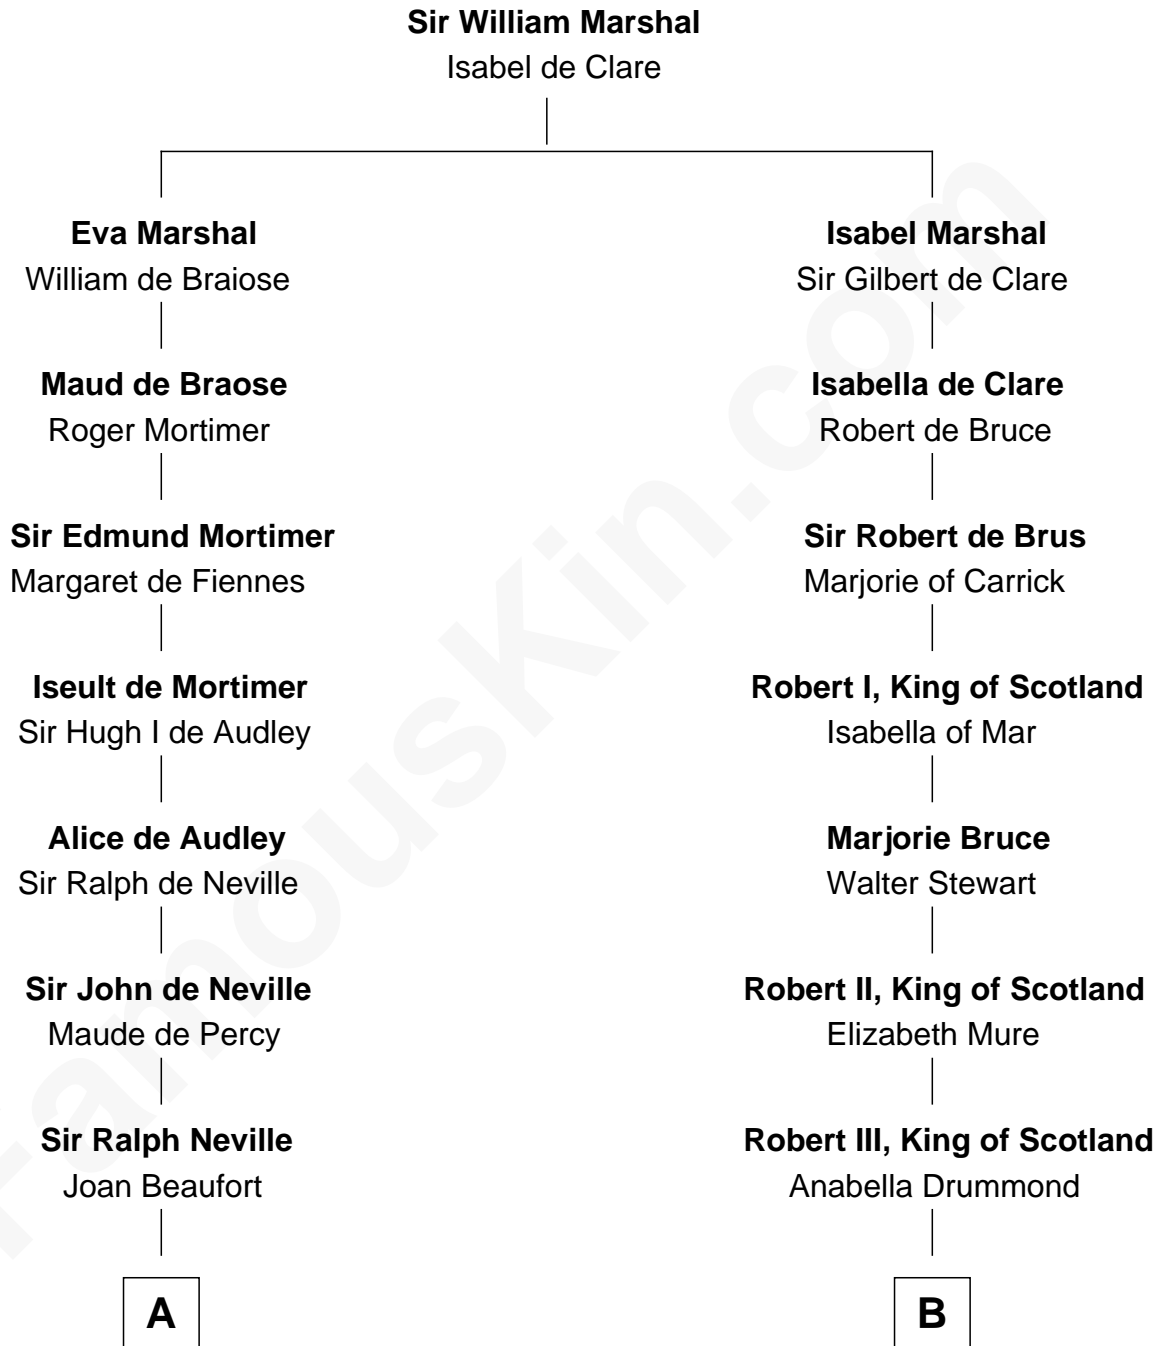 Sir William Marshal
Isabel de Clare
Eva Marshal
William de Braiose
Isabel Marshal
Sir Gilbert de Clare
Maud de Braose
Roger Mortimer
Isabella de Clare
Robert de Bruce
Sir Edmund Mortimer
Margaret de Fiennes
Sir Robert de Brus
Marjorie of Carrick
Iseult de Mortimer
Sir Hugh I de Audley
Robert I, King of Scotland
Isabella of Mar
Alice de Audley
Sir Ralph de Neville
Marjorie Bruce
Walter Stewart
Sir John de Neville
Maude de Percy
Robert II, King of Scotland
Elizabeth Mure
Sir Ralph Neville
Joan Beaufort
Robert III, King of Scotland
Anabella Drummond
A
B
FamousKin.com